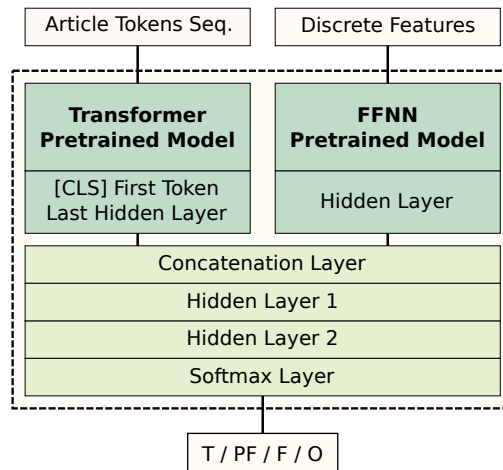 Article Tokens Seq.
Discrete Features
Transformer
Pretrained Model
FFNN
Pretrained Model
[CLS] First Token
Last Hidden Layer
Hidden Layer
Concatenation Layer
Hidden Layer 1
Hidden Layer 2
Softmax Layer
T / PF / F / O